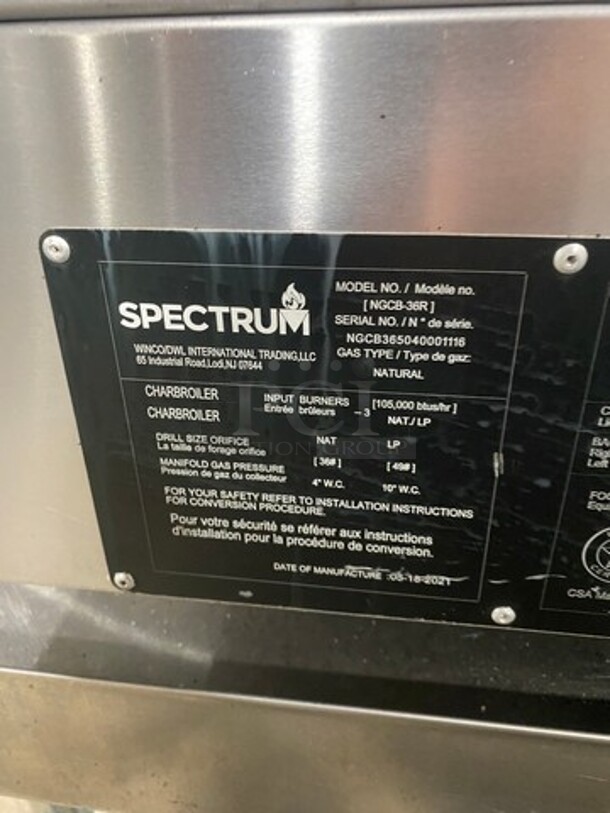 SPECTRUM
WINCO/DWL INTERNATIONAL TRADING,LLC
65 Industrial Road,Lodi,NJ 07644
MODEL NO. / Modèle no.
[ NGCB-36R ]
SERIAL NO. / N ° de série.
NGCB365040001116
GAS TYPE / Type de gaz:
NATURAL
CHARBROILER INPUT BURNERS –3 [105,000 btus/hr ]
CHARBROILER Entrée brûleurs NAT / LP
DRILL SIZE ORIFICE NAT LP
La taille de forage orifice [ 36# ] [ 49# ]
MANIFOLD GAS PRESSURE
Pression de gaz du collecteur 4" W.C. 10" W.C.
FOR YOUR SAFETY REFER TO INSTALLATION INSTRUCTIONS
FOR CONVERSION PROCEDURE.
Pour votre sécurité se référer aux instructions
d'installation pour la procédure de conversion.
DATE OF MANUFACTURE :03-18-2021
PCI
AUCTION GROUP